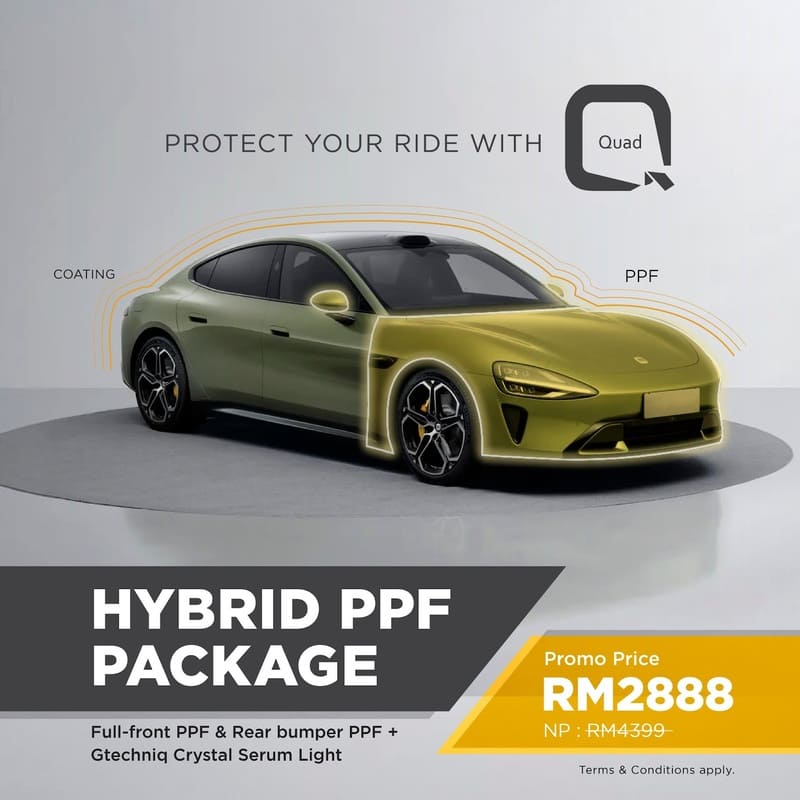 PROTECT YOUR RIDE WITH
Quad
COATING
PPF
HYBRID PPF
PACKAGE
Full-front PPF & Rear bumper PPF +
Gtechniq Crystal Serum Light
Promo Price
RM2888
NP : RM4399
Terms & Conditions apply.